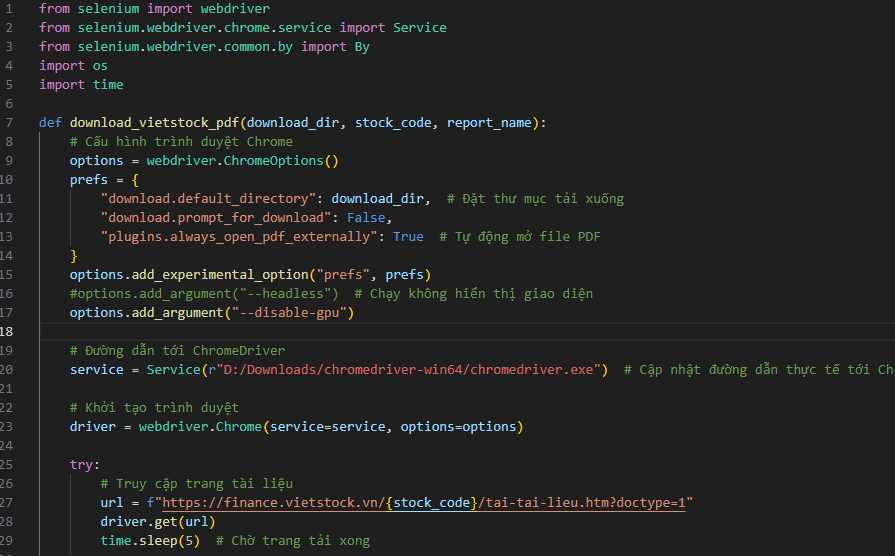 1 from selenium import webdriver
2 from selenium.webdriver.chrome.service import Service
3 from selenium.webdriver.common.by import By
4 import os
5 import time
6
7 def download_vietstock_pdf(download_dir, stock_code, report_name):
8     # Cấu hình trình duyệt Chrome
9     options = webdriver.ChromeOptions()
10     prefs = {
11         "download.default_directory": download_dir,  # Đặt thư mục tải xuống
12         "download.prompt_for_download": False,
13         "plugins.always_open_pdf_externally": True  # Tự động mở file PDF
14     }
15     options.add_experimental_option("prefs", prefs)
16     #options.add_argument("--headless")  # Chạy không hiển thị giao diện
17     options.add_argument("--disable-gpu")
18
19     # Đường dẫn tới ChromeDriver
20     service = Service(r"D:/Downloads/chromedriver-win64/chromedriver.exe")  # Cập nhật đường dẫn thực tế tới Ch
21
22     # Khởi tạo trình duyệt
23     driver = webdriver.Chrome(service=service, options=options)
24
25     try:
26         # Truy cập trang tài liệu
27         url = f"https://finance.vietstock.vn/{stock_code}/tai-tai-lieu.htm?doctype=1"
28         driver.get(url)
29         time.sleep(5)  # Chờ trang tải xong